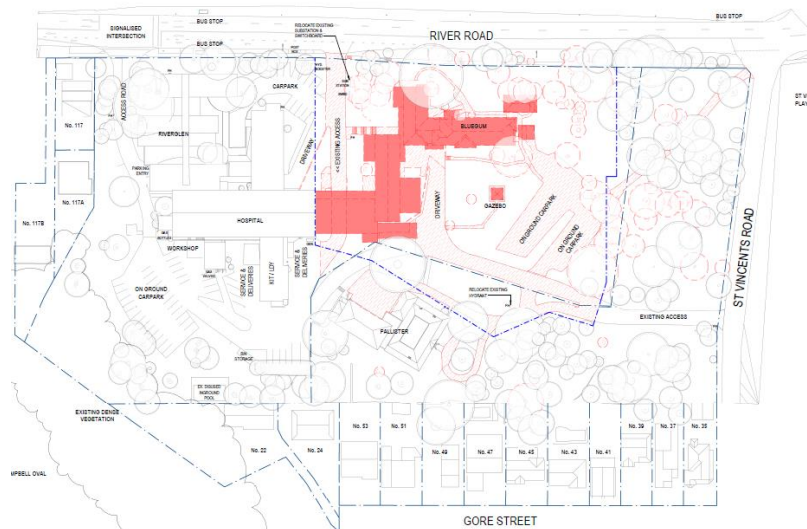 BUS STOP
SIGNALISED
INTERSECTION
BUS STOP
RELOCATE EXISTING
SUBSTATION &
SWITCHBOARD
RIVER ROAD
BUS STOP
ST VINCENTS ROAD
CARPARK
ACCESS ROAD
RIVERGLEN
DRIVEWAY
<< EXISTING ACCESS
BLUEGUM
No. 117
No. 117A
No. 117B
PARKING
ENTRY
HOSPITAL
DRIVEWAY
GAZEBO
ON GROUND CARPARK
ON GROUND
CARPARK
WORKSHOP
ON GROUND
CARPARK
SERVICE &
DELIVERIES
KIT / LDY
SERVICE &
DELIVERIES
RELOCATE EXISTING
HYDRANT
EXISTING ACCESS
PALLISTER
STORAGE
INGROUND
POOL
EXISTING DENSE
VEGETATION
MPSELL OVAL
No. 22
No. 24
No. 53
No. 51
No. 49
No. 47
No. 45
No. 43
No. 41
No. 39
No. 37
No. 35
GORE STREET